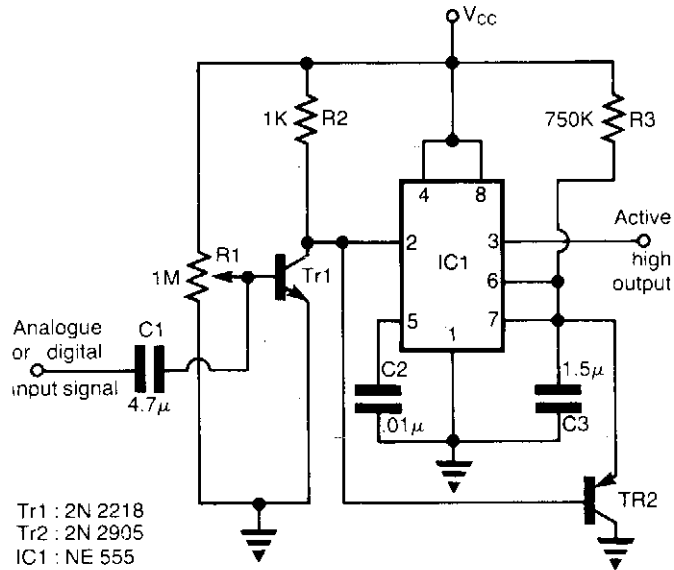 VCC
1K
R2
750K
R3
4
8
2
3
Active
high
output
R1
1M
Tr1
IC1
6
5
1
7
Analogue
or digital
input signal
C1
4.7μ
C2
.01μ
1.5μ
C3
TR2
Tr1 : 2N 2218
Tr2 : 2N 2905
IC1 : NE 555